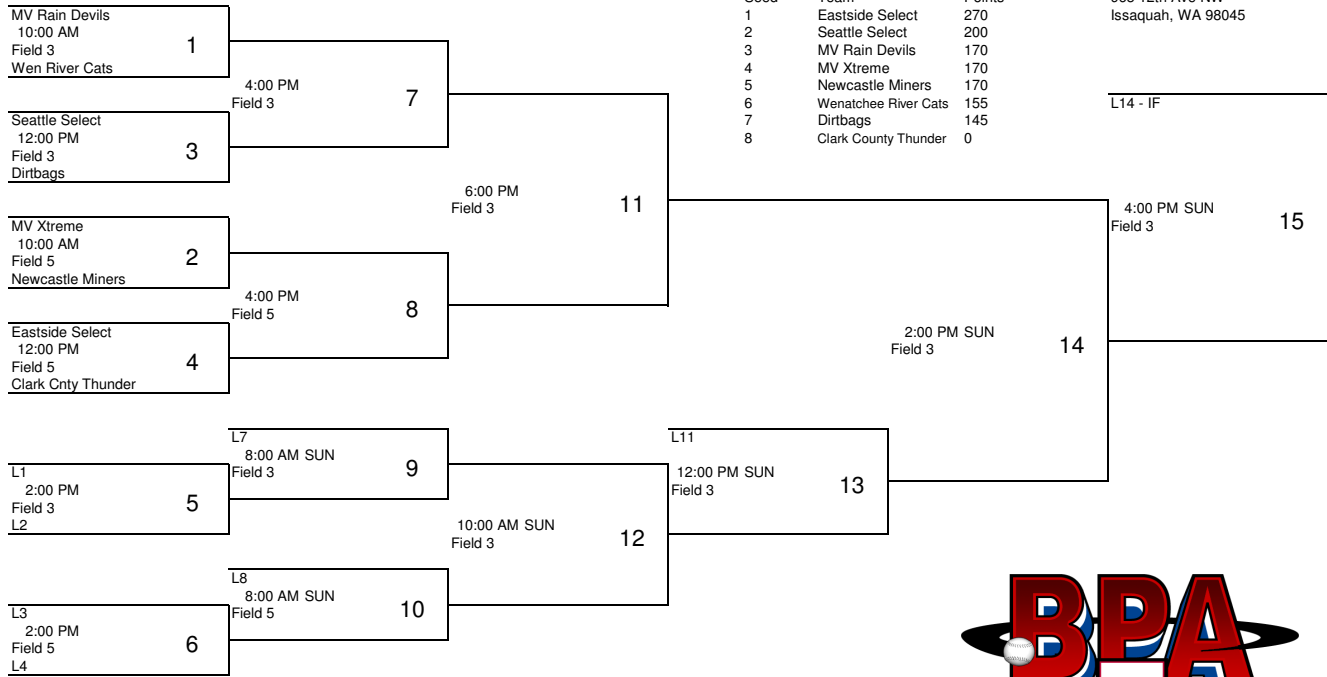 MV Rain Devils
10:00 AM
Field 3
1
Wen River Cats
4:00 PM
Field 3
7
Seattle Select
12:00 PM
Field 3
3
Dirtbags
6:00 PM
Field 3
11
MV Xtreme
10:00 AM
Field 5
2
Newcastle Miners
4:00 PM
Field 5
8
Eastside Select
12:00 PM
Field 5
4
Clark Cnty Thunder
1 Eastside Select 270
2 Seattle Select 200
3 MV Rain Devils 170
4 MV Xtreme 170
5 Newcastle Miners 170
6 Wenatchee River Cats 155
7 Dirtbags 145
8 Clark County Thunder 0
Issaquah, WA 98045
L14 - IF
4:00 PM SUN
Field 3
15
2:00 PM SUN
Field 3
14
L7
8:00 AM SUN
Field 3
9
L1
2:00 PM
Field 3
5
L2
10:00 AM SUN
Field 3
12
L11
12:00 PM SUN
Field 3
13
L8
8:00 AM SUN
Field 5
10
L3
2:00 PM
Field 5
6
L4
BPA